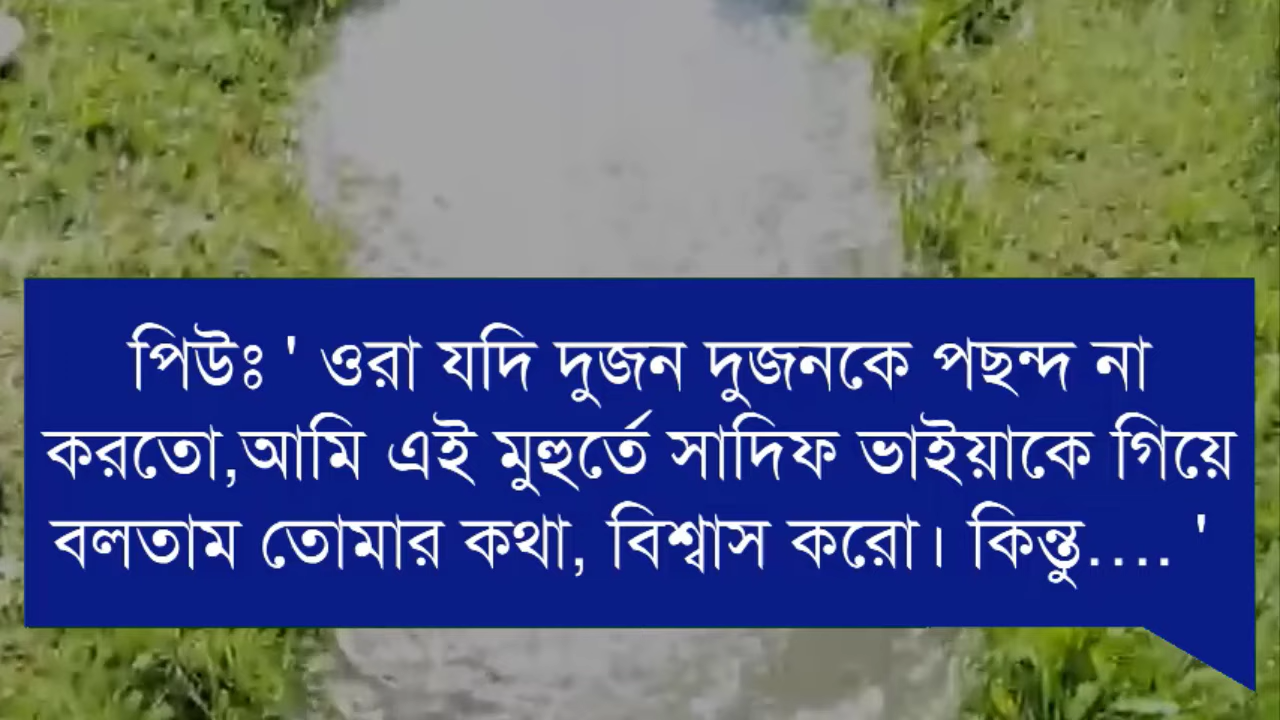 পিউঃ ' ওরা যদি দুজন দুজনকে পছন্দ না
করতো,আমি এই মুহুর্তে সাদিফ ভাইয়াকে গিয়ে
বলতাম তোমার কথা, বিশ্বাস করো। কিন্তু.... '